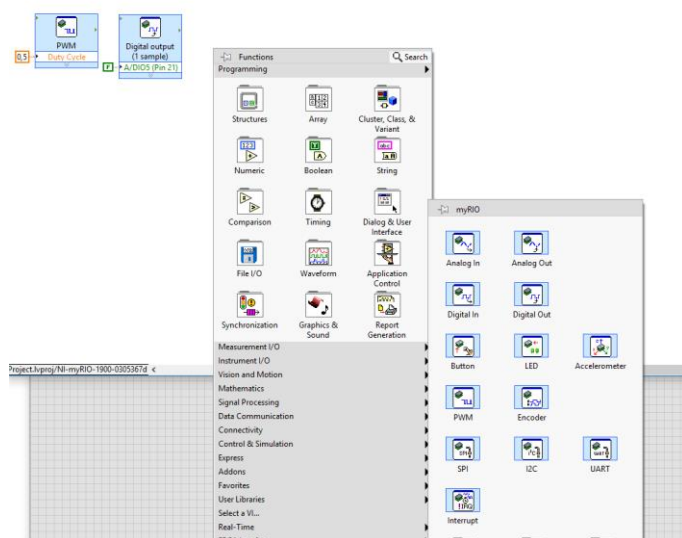 PWM
0,5
Duty Cycle
Digital output
(1 sample)
F
A/DIO5 (Pin 21)
Functions
Search
Programming
Structures
Array
Cluster, Class, &
Variant
Numeric
Boolean
String
Comparison
Timing
Dialog & User
Interface
File I/O
Waveform
Application
Control
Synchronization
Graphics &
Sound
Report
Generation
Measurement I/O
Instrument I/O
Vision and Motion
Mathematics
Signal Processing
Data Communication
Connectivity
Control & Simulation
Express
Addons
Favorites
User Libraries
Select a VI...
Real-Time
myRIO
Analog In
Analog Out
Digital In
Digital Out
Button
LED
Accelerometer
PWM
Encoder
SPI
I2C
UART
Interrupt
Project.lvproj/NI-myRIO-1900-0305367d <